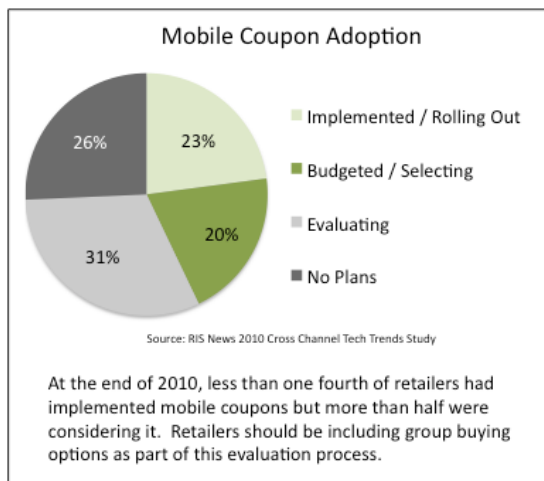 Mobile Coupon Adoption
26%
23%
31%
20%
Implemented / Rolling Out
Budgeted / Selecting
Evaluating
No Plans
Source: RIS News 2010 Cross Channel Tech Trends Study
At the end of 2010, less than one fourth of retailers had
implemented mobile coupons but more than half were
considering it.  Retailers should be including group buying
options as part of this evaluation process.